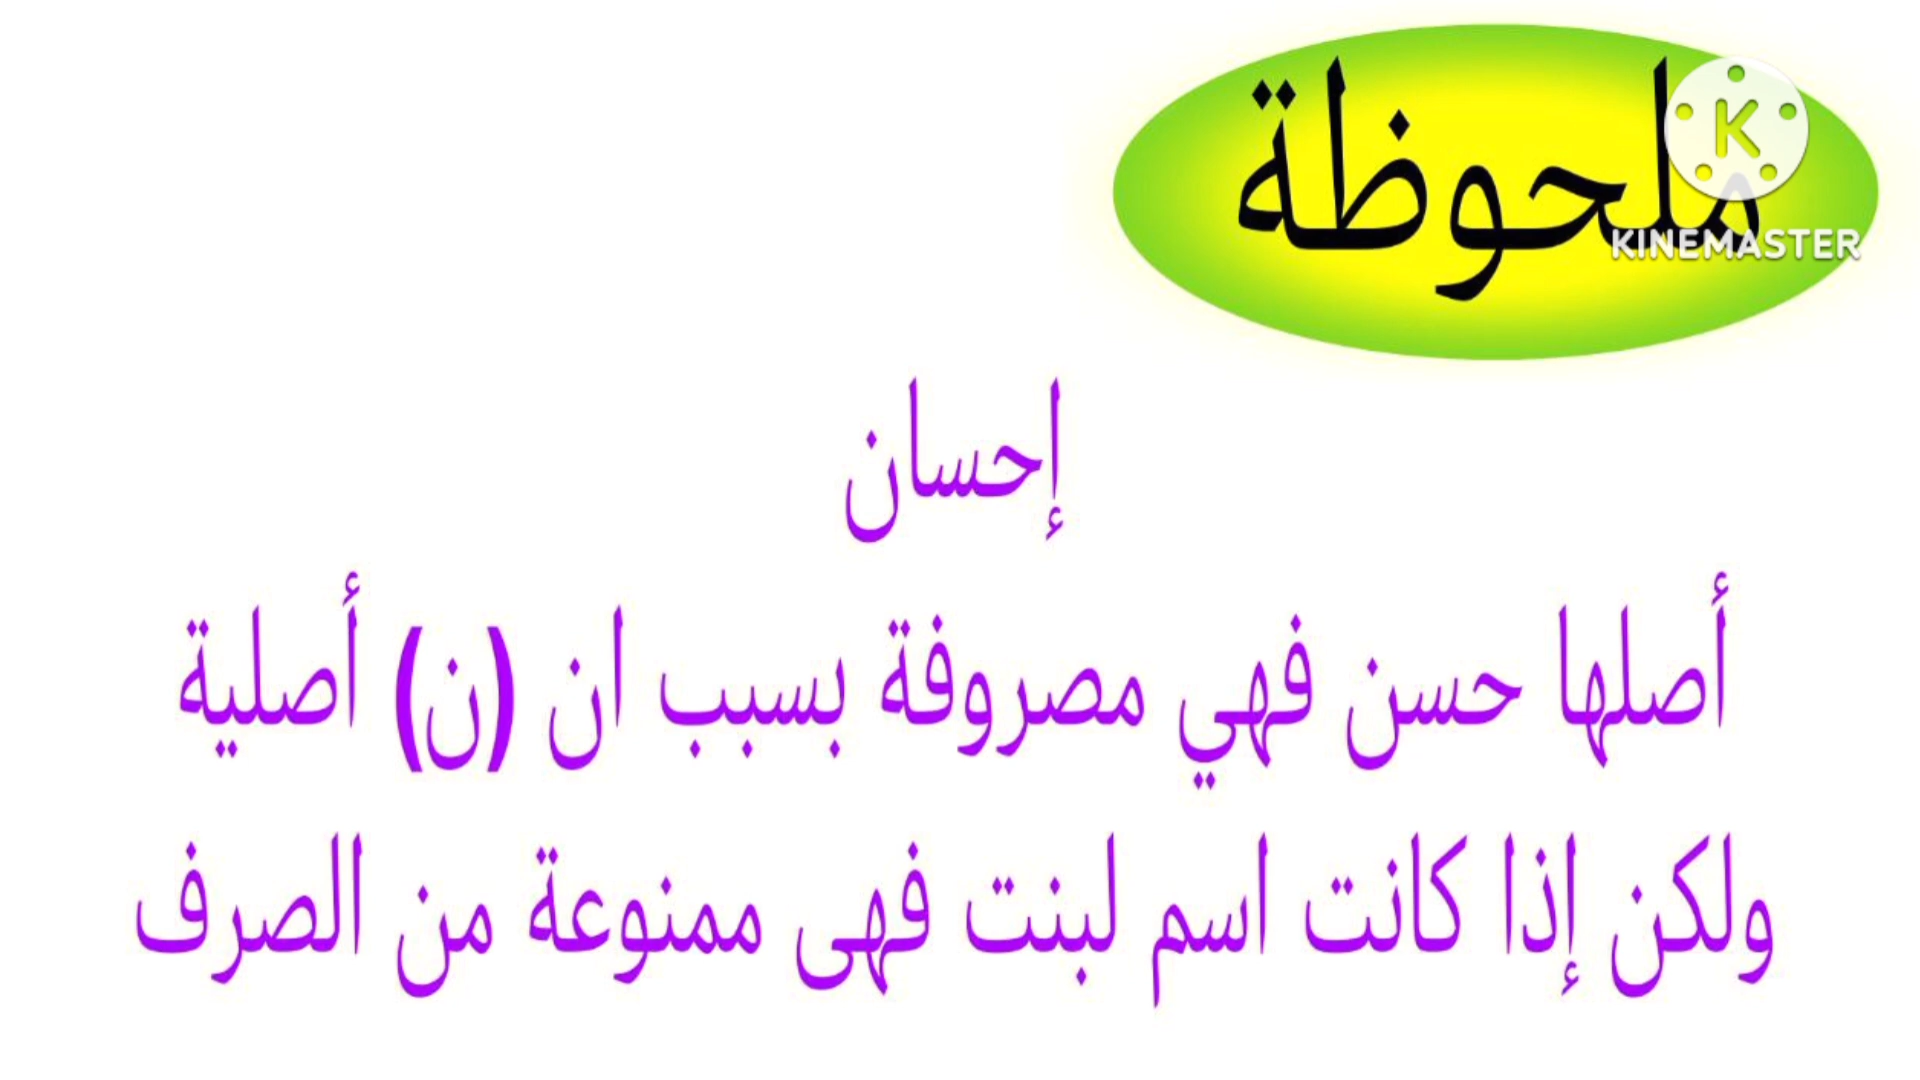 ملحوظة
K
KINEMASTER
إحسان
أصلها حسن فهي مصروفة بسبب ان (ن) أصلية
ولكن إذا كانت اسم لبنت فهى ممنوعة من الصرف